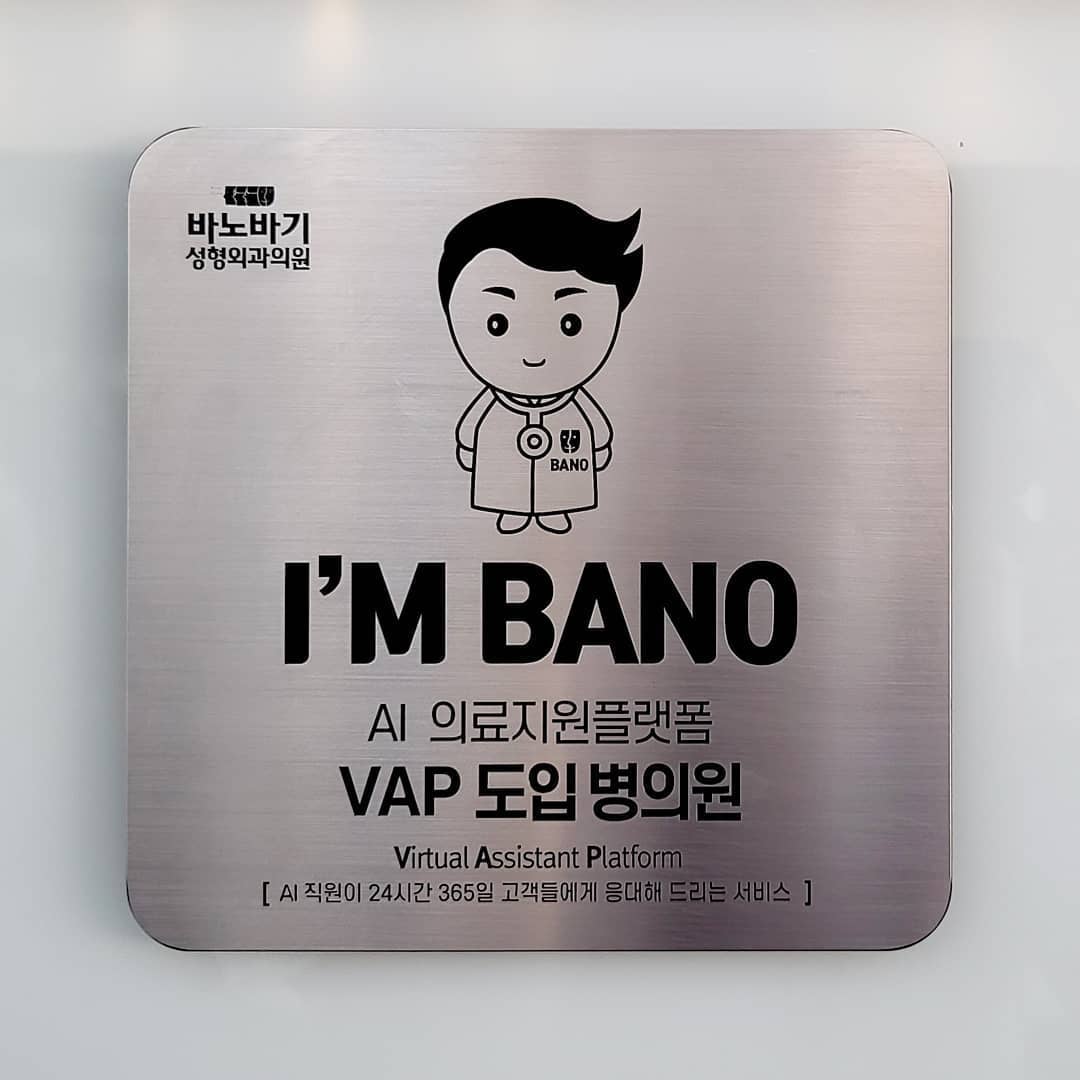 바노바기
성형외과의원
BANO
I'M BANO
AI 의료지원플랫폼
VAP 도입 병의원
Virtual Assistant Platform
[ AI 직원이 24시간 365일 고객들에게 응대해 드리는 서비스 ]